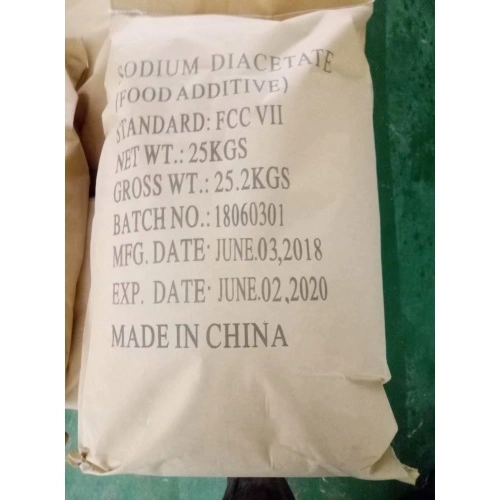 SODIUM DIACETATE
(FOOD ADDITIVE)
STANDARD: FCC VII
NET WT.: 25KGS
GROSS WT.: 25.2KGS
BATCH NO.: 18060301
MFG. DATE: JUNE.03,2018
EXP. DATE: JUNE.02,2020
MADE IN CHINA